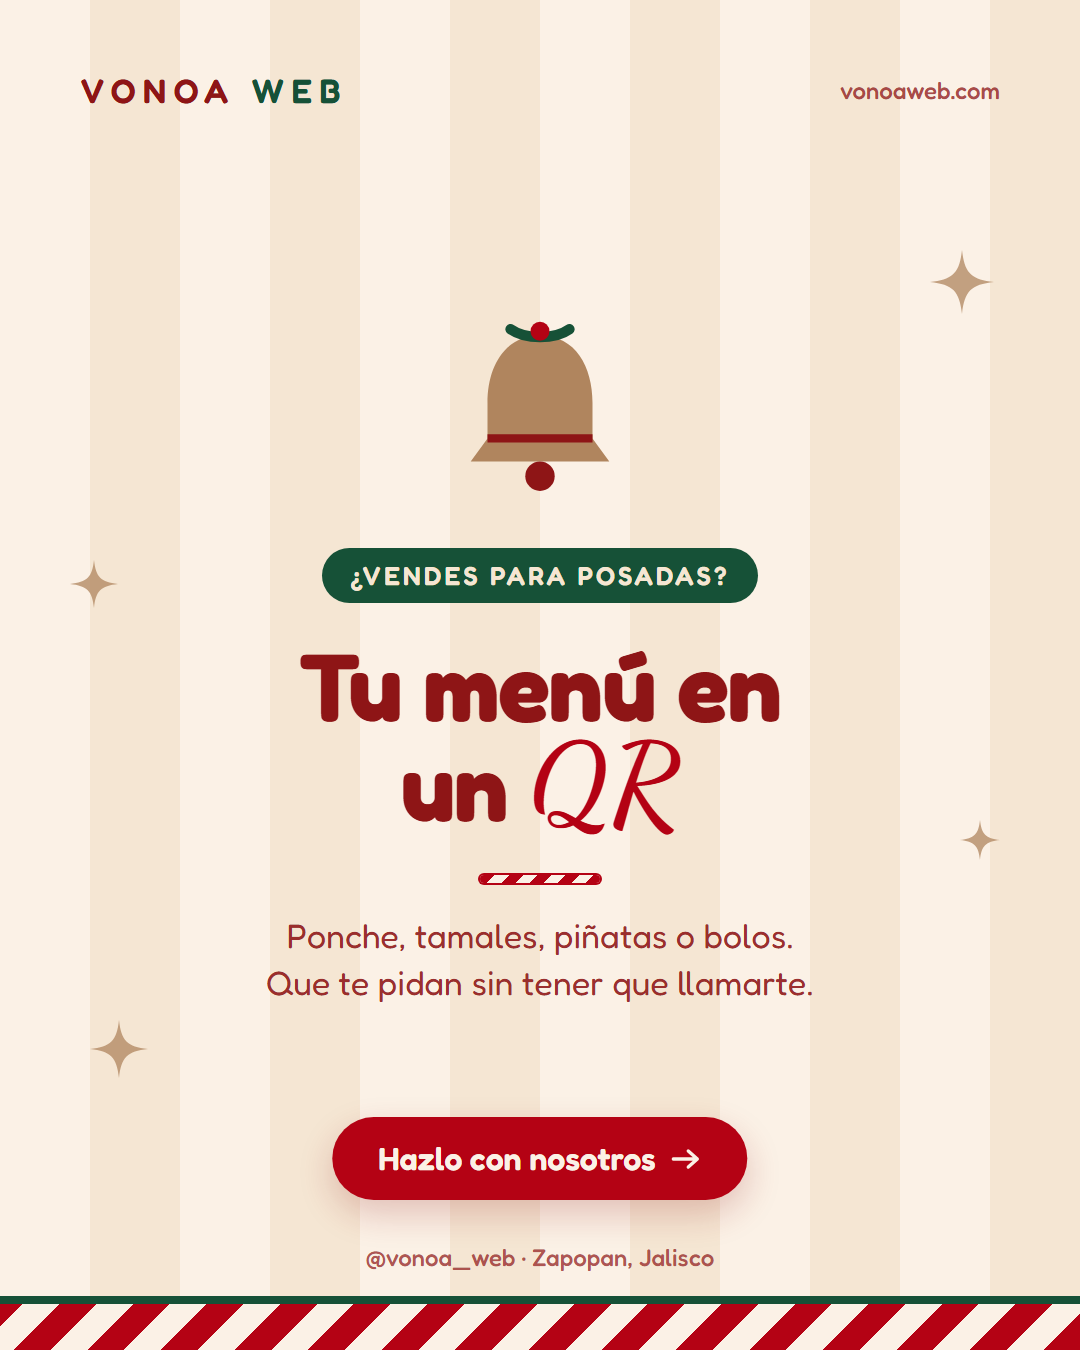 VONOA WEB
vonoaweb.com
¿VENDES PARA POSADAS?
Tu menú en
un QR
Ponche, tamales, piñatas o bolos.
Que te pidan sin tener que llamarte.
Hazlo con nosotros →
@vonoa__web · Zapopan, Jalisco